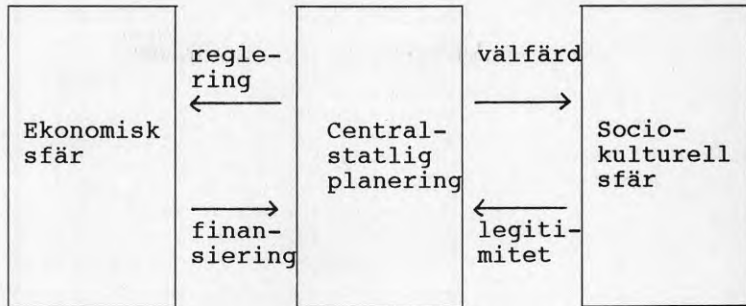 regle-
ring
välfärd
Ekonomisk
sfär
Central-
statlig
planering
Socio-
kulturell
sfär
finan-
siering
legiti-
mitet